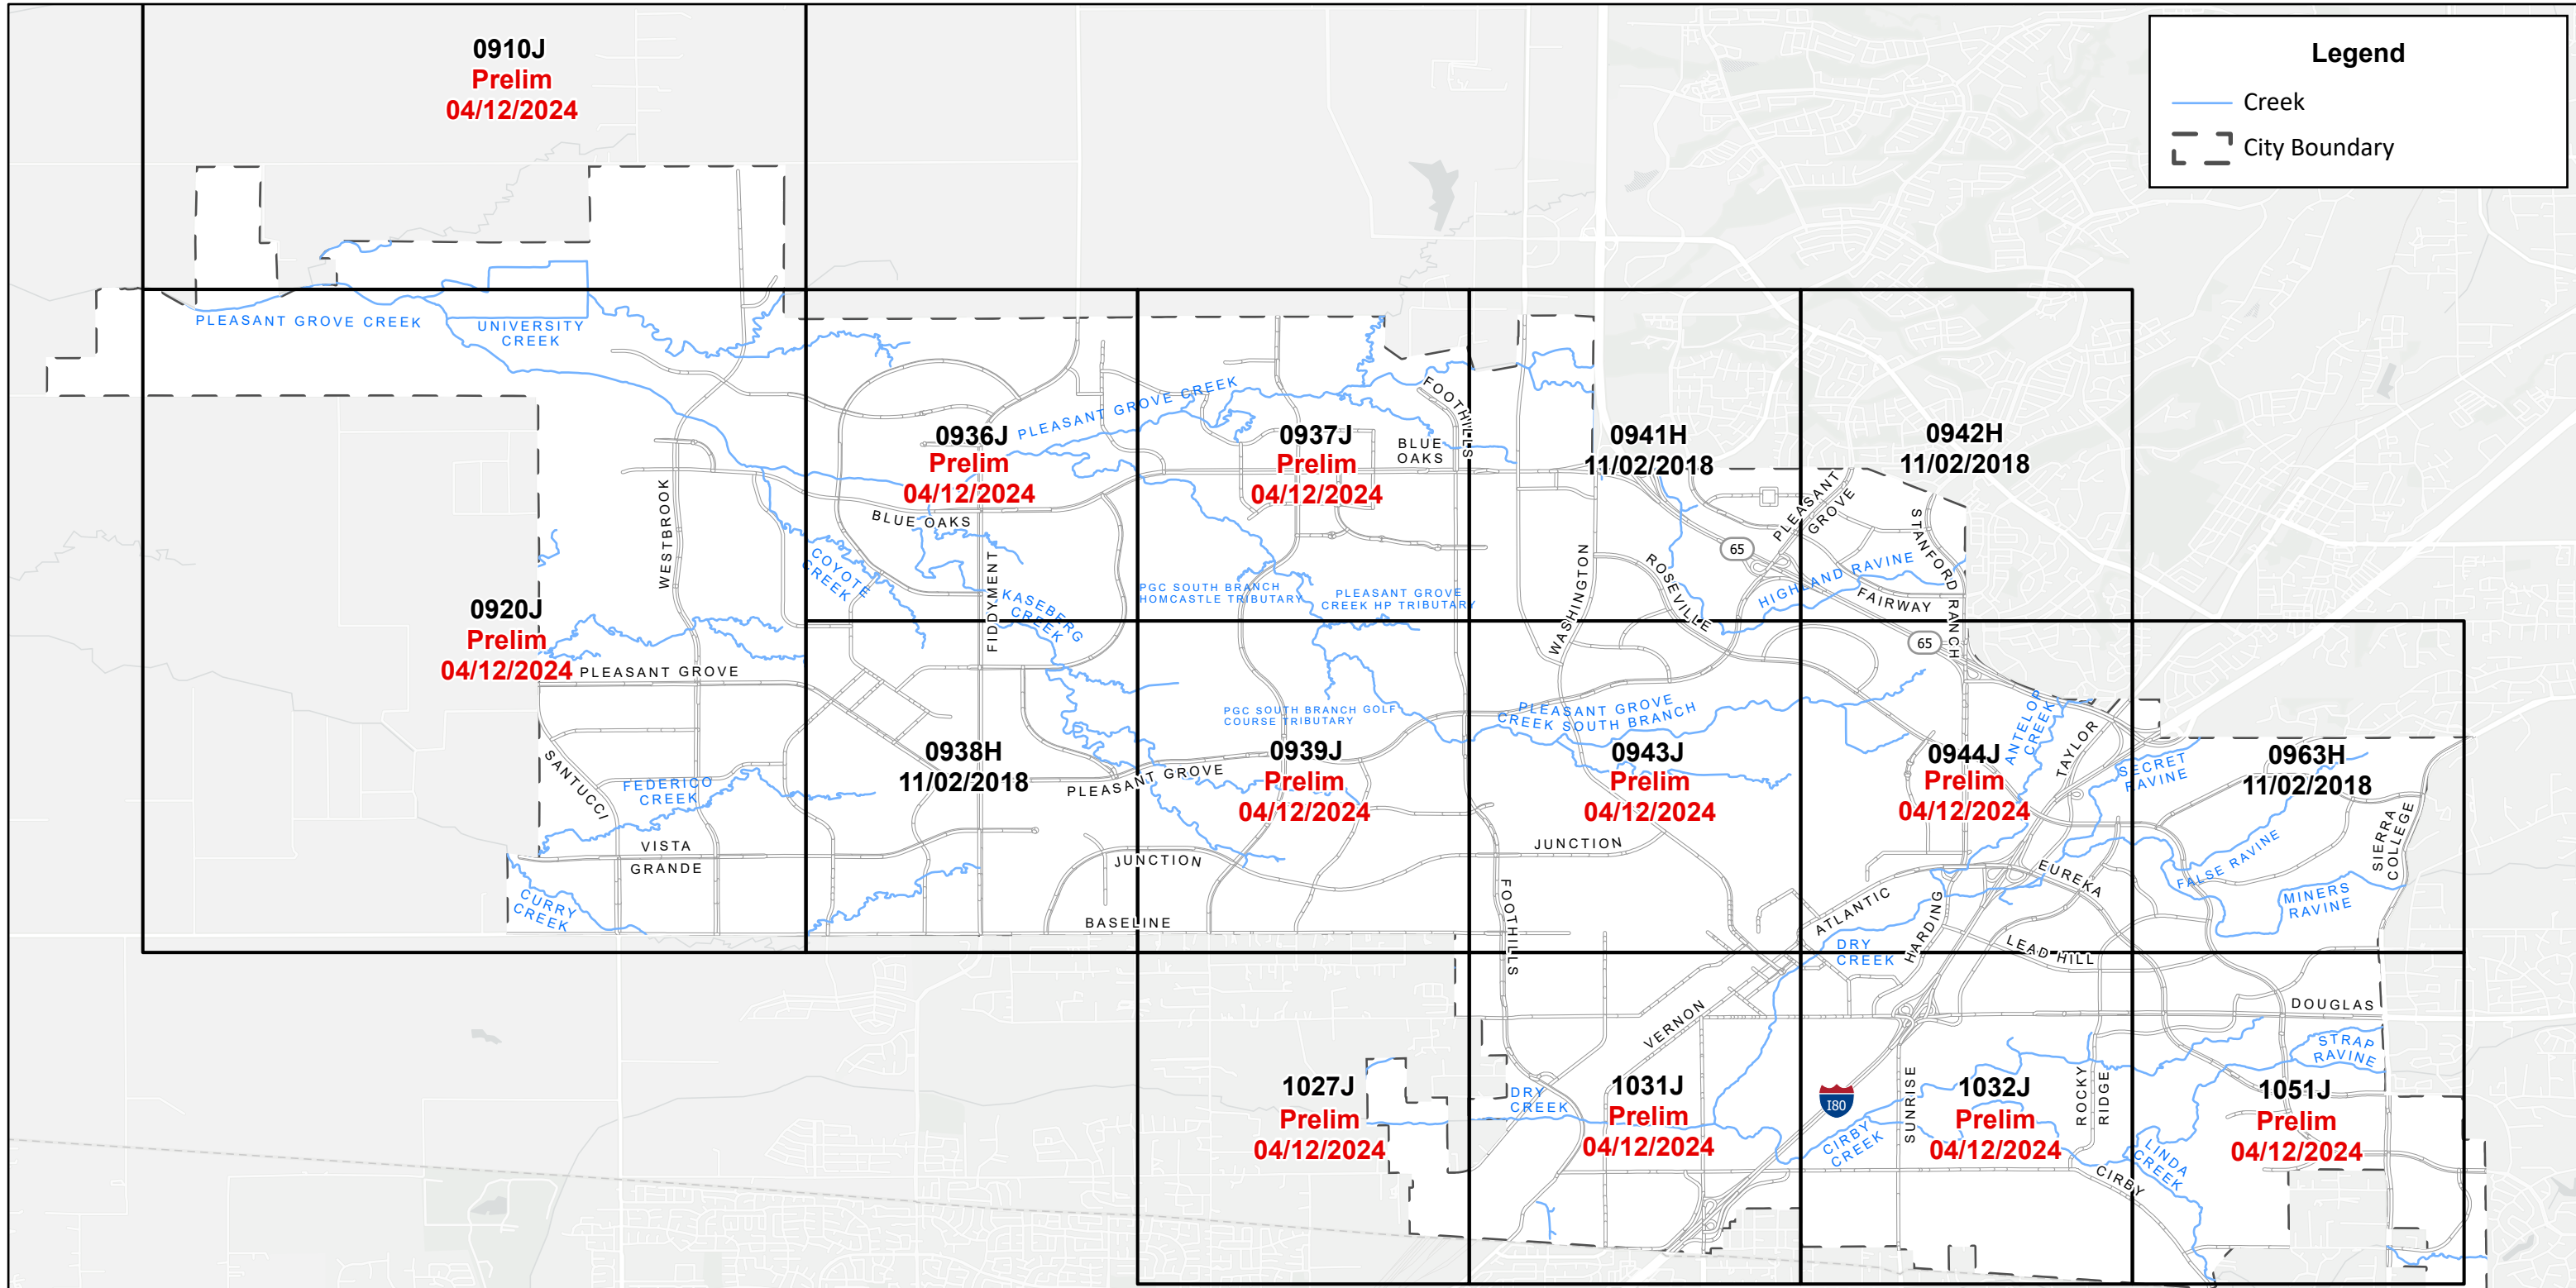 0910J
Prelim
04/12/2024
Legend
Creek
City Boundary
PLEASANT GROVE CREEK
UNIVERSITY
CREEK
PLEASANT GROVE CREEK
FOOTHILLS
0936J
Prelim
04/12/2024
0937J
Prelim
04/12/2024
BLUE
OAKS
0941H
11/02/2018
0942H
11/02/2018
BLUE OAKS
WESTBROOK
COYOTE
CREEK
FIDDYMENT
KASEBERG
CREEK
PGC SOUTH BRANCH
HOMCASTLE TRIBUTARY
PLEASANT GROVE
CREEK HP TRIBUTARY
WASHINGTON
ROSEVILLE
65
PLEASANT
GROVE
STANFORD RANCH
HIGHLAND RAVINE
FAIRWAY
65
0920J
Prelim
04/12/2024
PLEASANT GROVE
SANTUCCI
FEDERICO
CREEK
VISTA
GRANDE
CURRY
CREEK
0938H
11/02/2018
PLEASANT GROVE
PGC SOUTH BRANCH GOLF
COURSE TRIBUTARY
0939J
Prelim
04/12/2024
JUNCTION
BASELINE
PLEASANT GROVE
CREEK SOUTH BRANCH
0943J
Prelim
04/12/2024
JUNCTION
FOOTHILLS
0944J
Prelim
04/12/2024
ANTELOPE
CREEK
TAYLOR
SECRET
RAVINE
0963H
11/02/2018
SIERRA
COLLEGE
FALSE RAVINE
MINERS
RAVINE
EUREKA
ATLANTIC
HARDING
DRY
CREEK
LEAD HILL
DOUGLAS
VERNON
STRAP
RAVINE
1027J
Prelim
04/12/2024
DRY
CREEK
1031J
Prelim
04/12/2024
I80
CIRBY
CREEK
SUNRISE
1032J
Prelim
04/12/2024
ROCKY
RIDGE
1051J
Prelim
04/12/2024
LINDA
CREEK
CIRBY